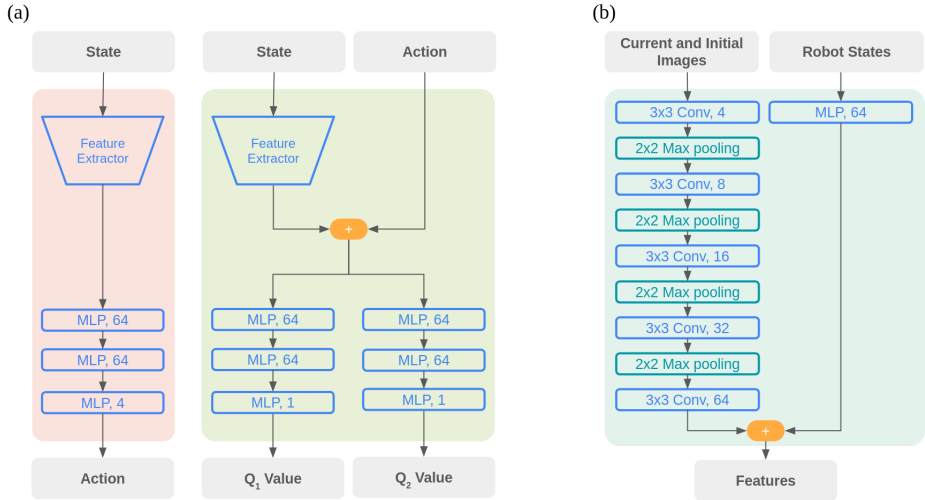 (a)
State
Feature
Extractor
MLP, 64
MLP, 64
MLP, 4
Action
State
Action
Feature
Extractor
+
MLP, 64
MLP, 64
MLP, 1
Q1 Value
MLP, 64
MLP, 64
MLP, 1
Q2 Value
(b)
Current and Initial
Images
Robot States
3x3 Conv, 4
2x2 Max pooling
3x3 Conv, 8
2x2 Max pooling
3x3 Conv, 16
2x2 Max pooling
3x3 Conv, 32
2x2 Max pooling
3x3 Conv, 64
MLP, 64
+
Features